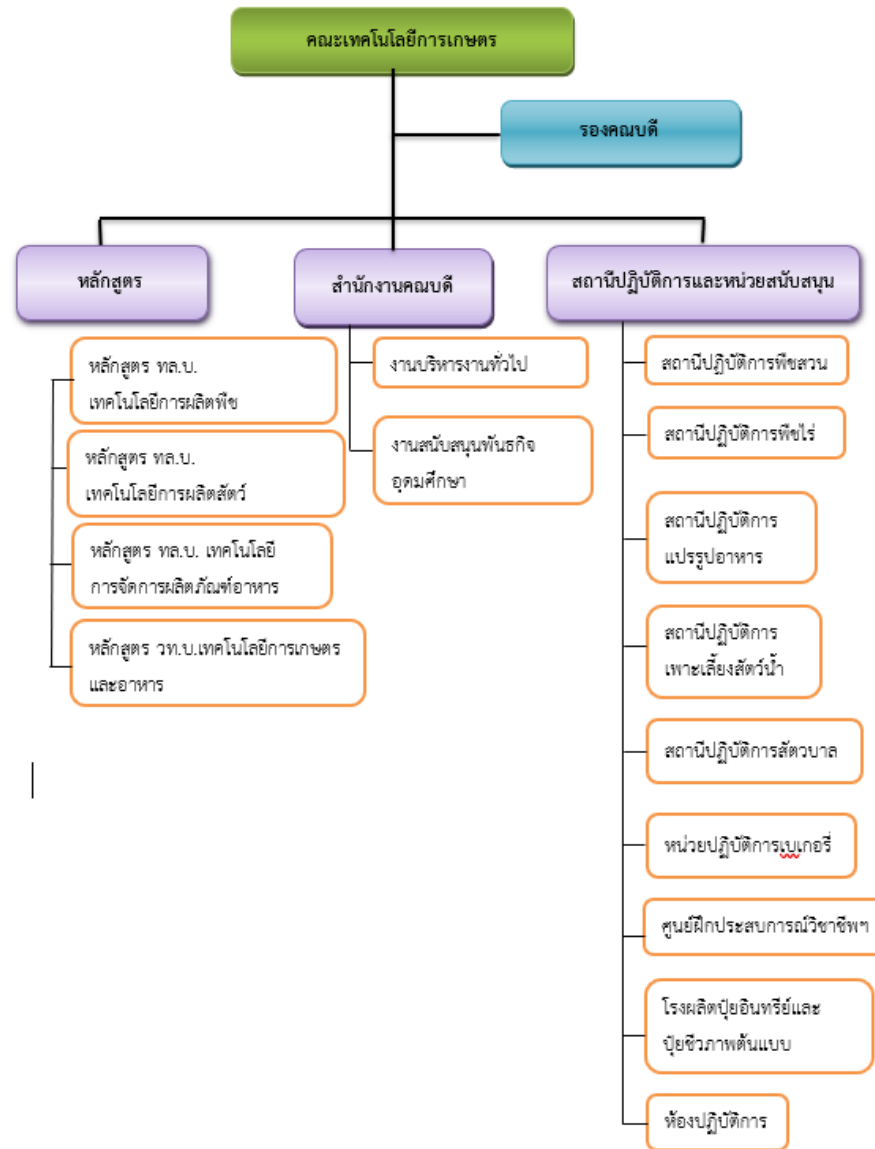 คณะเทคโนโลยีการเกษตร
รองคณบดี
หลักสูตร
สำนักงานคณบดี
สถานีปฏิบัติการและหน่วยสนับสนุน
หลักสูตร ทล.บ.
เทคโนโลยีการผลิตพืช
หลักสูตร ทล.บ.
เทคโนโลยีการผลิตสัตว์
หลักสูตร ทล.บ. เทคโนโลยี
การจัดการผลิตภัณฑ์อาหาร
หลักสูตร วท.บ.เทคโนโลยีการเกษตร
และอาหาร
งานบริหารงานทั่วไป
งานสนับสนุนพันธกิจ
อุดมศึกษา
สถานีปฏิบัติการพืชสวน
สถานีปฏิบัติการพืชไร่
สถานีปฏิบัติการ
แปรรูปอาหาร
สถานีปฏิบัติการ
เพาะเลี้ยงสัตว์น้ำ
สถานีปฏิบัติการสัตวบาล
หน่วยปฏิบัติการเบเกอรี่
ศูนย์ฝึกประสบการณ์วิชาชีพฯ
โรงผลิตปุ๋ยอินทรีย์และ
ปุ๋ยชีวภาพต้นแบบ
ห้องปฏิบัติการ